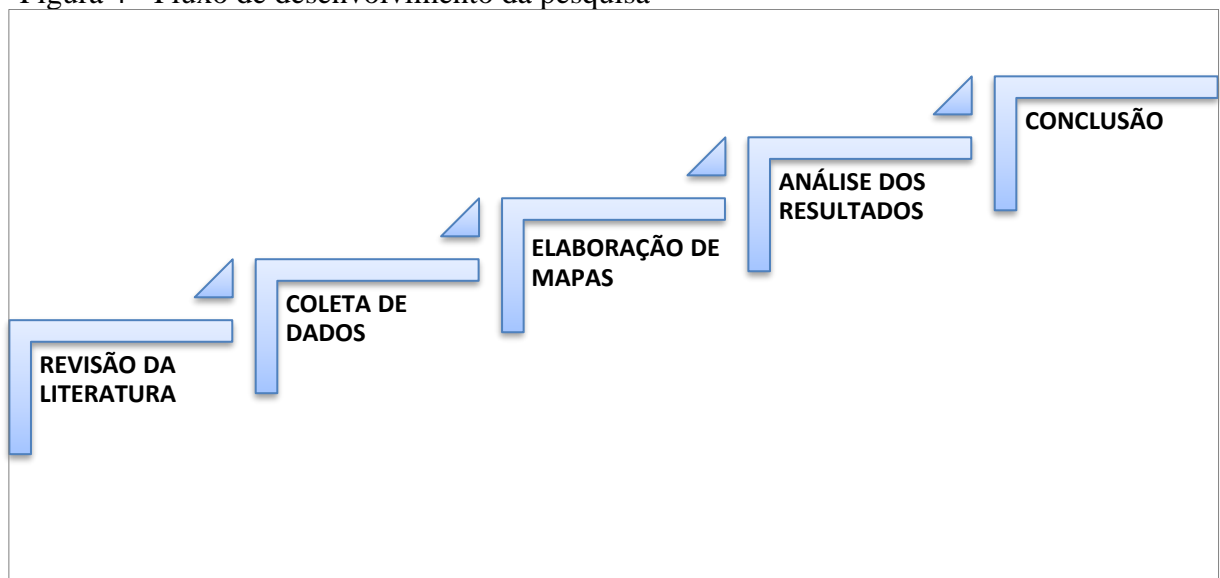 Figura 4 - Fluxo de desenvolvimento da pesquisa
REVISÃO DA
LITERATURA
COLETA DE
DADOS
ELABORAÇÃO DE
MAPAS
ANÁLISE DOS
RESULTADOS
CONCLUSÃO